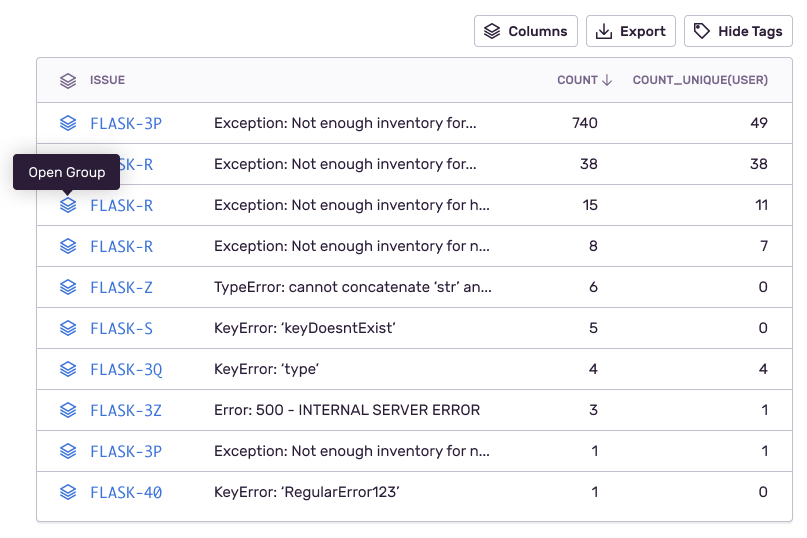 Columns Export Hide Tags
ISSUE COUNT COUNT_UNIQUE(USER)
FLASK-3P Exception: Not enough inventory for... 740 49
SK-R Exception: Not enough inventory for... 38 38
Open Group
FLASK-R Exception: Not enough inventory for h... 15 11
FLASK-R Exception: Not enough inventory for n... 8 7
FLASK-Z TypeError: cannot concatenate ‘str’ an... 6 0
FLASK-S KeyError: ‘keyDoesntExist’ 5 0
FLASK-3Q KeyError: ‘type‘ 4 4
FLASK-3Z Error: 500 - INTERNAL SERVER ERROR 3 1
FLASK-3P Exception: Not enough inventory for n... 1 1
FLASK-40 KeyError: ‘RegularError123’ 1 0